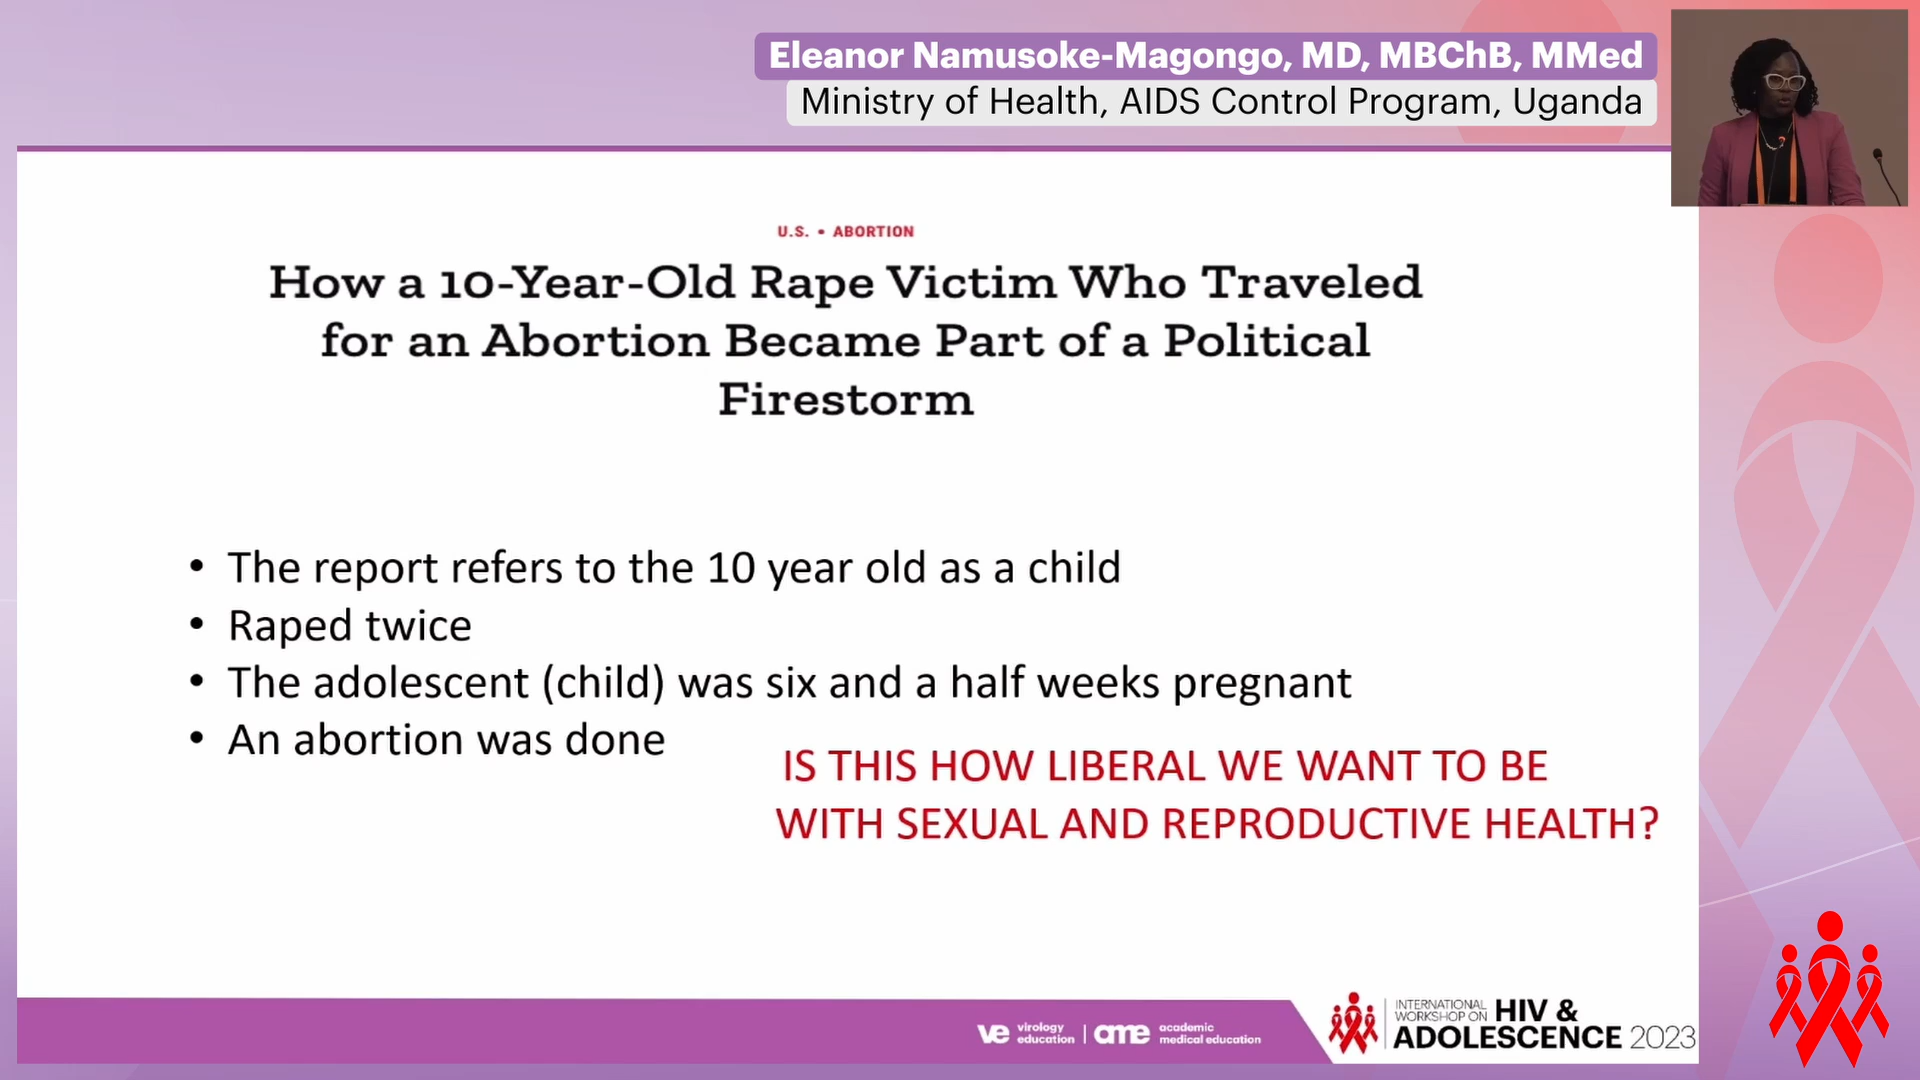 Eleanor Namusoke-Magongo, MD, MBChB, MMed
Ministry of Health, AIDS Control Program, Uganda
U.S. • ABORTION
How a 10-Year-Old Rape Victim Who Traveled
for an Abortion Became Part of a Political
Firestorm
• The report refers to the 10 year old as a child
• Raped twice
• The adolescent (child) was six and a half weeks pregnant
• An abortion was done
IS THIS HOW LIBERAL WE WANT TO BE
WITH SEXUAL AND REPRODUCTIVE HEALTH?
ve virology education | ame academic medical education
INTERNATIONAL WORKSHOP ON HIV &
ADOLESCENCE 2023